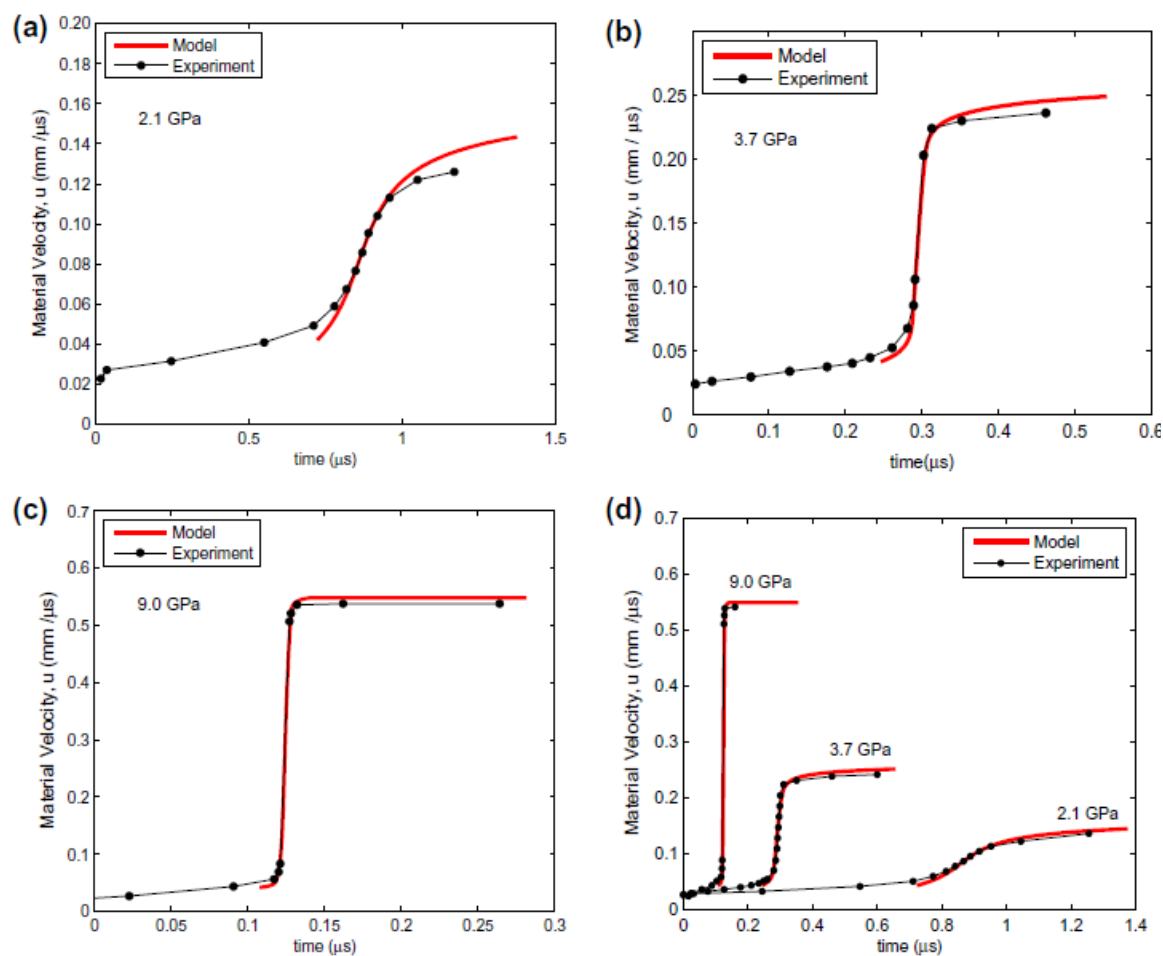 (a)
0.20
0.18
0.16
0.14
0.12
0.10
0.08
0.06
0.04
0.02
0
Material Velocity, u (mm /µs)
Model
Experiment
2.1 GPa
0
0.5
1
1.5
time (µs)
(b)
0.25
0.20
0.15
0.10
0.05
0
Material Velocity, u (mm / µs)
Model
Experiment
3.7 GPa
0
0.1
0.2
0.3
0.4
0.5
0.6
time(µs)
(c)
0.7
0.6
0.5
0.4
0.3
0.2
0.1
0
Material Velocity, u (mm /µs)
Model
Experiment
9.0 GPa
0
0.05
0.1
0.15
0.2
0.25
0.3
time (µs)
(d)
0.7
0.6
0.5
0.4
0.3
0.2
0.1
0
Material Velocity, u (mm /µs)
Model
Experiment
9.0 GPa
3.7 GPa
2.1 GPa
0
0.2
0.4
0.6
0.8
1
1.2
1.4
time (µs)